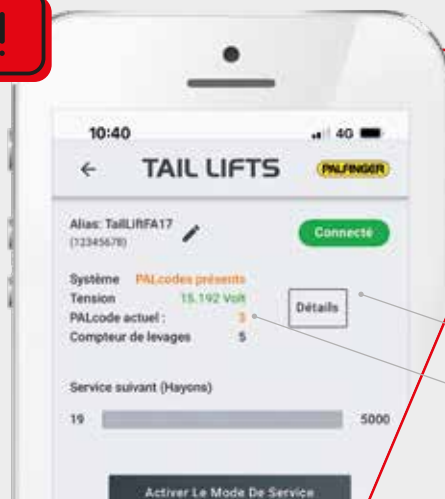 !
10:40 4G
← TAIL LIFTS PALFINGER
Alias: TailLiftFA17
(12345678)
Connecté
Système PALcodes présents
Tension 15.192 Volt
PALcode actuel : 3
Compteur de levages 5
Détails
Service suivant (Hayons)
19 5000
Activer Le Mode De Service